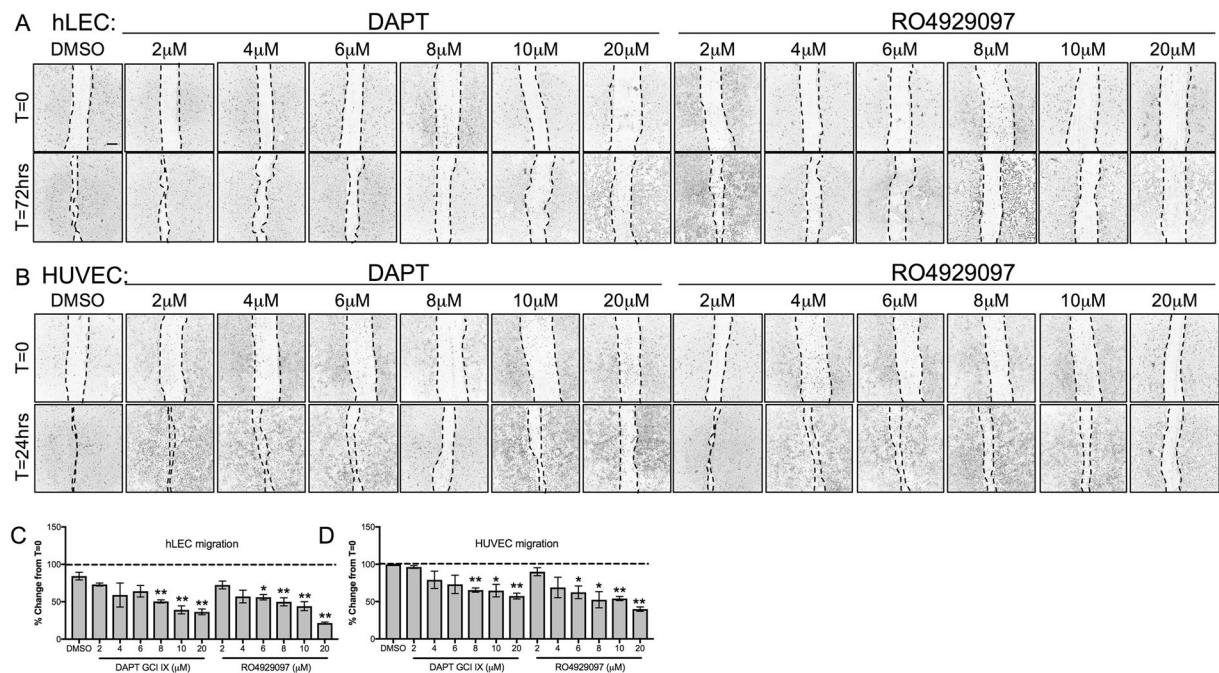 A hLEC: DAPT RO4929097
DMSO 2μM 4μM 6μM 8μM 10μM 20μM 2μM 4μM 6μM 8μM 10μM 20μM
T=0
T=72hrs
B HUVEC: DAPT RO4929097
DMSO 2μM 4μM 6μM 8μM 10μM 20μM 2μM 4μM 6μM 8μM 10μM 20μM
T=0
T=24hrs
C
% Change from T=0
150
100
50
0
hLEC migration
** ** ** * ** ** **
DMSO 2 4 6 8 10 20 2 4 6 8 10 20
DAPT GCI IX (μM) RO4929097 (μM)
D
% Change from T=0
150
100
50
0
HUVEC migration
** * ** * * ** **
DMSO 2 4 6 8 10 20 2 4 6 8 10 20
DAPT GCI IX (μM) RO4929097 (μM)